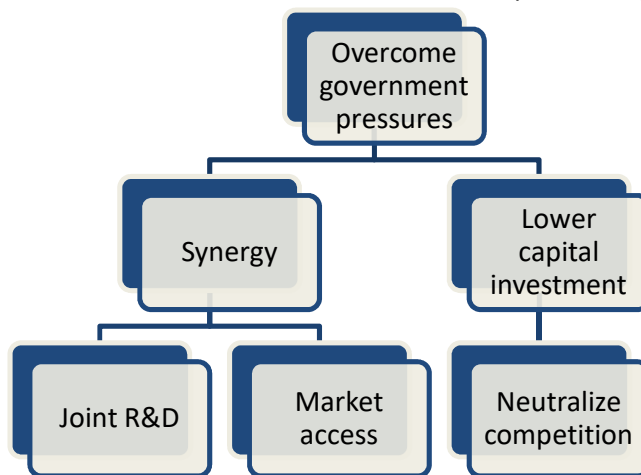 Overcome
government
pressures
Synergy
Lower
capital
investment
Joint R&D
Market
access
Neutralize
competition